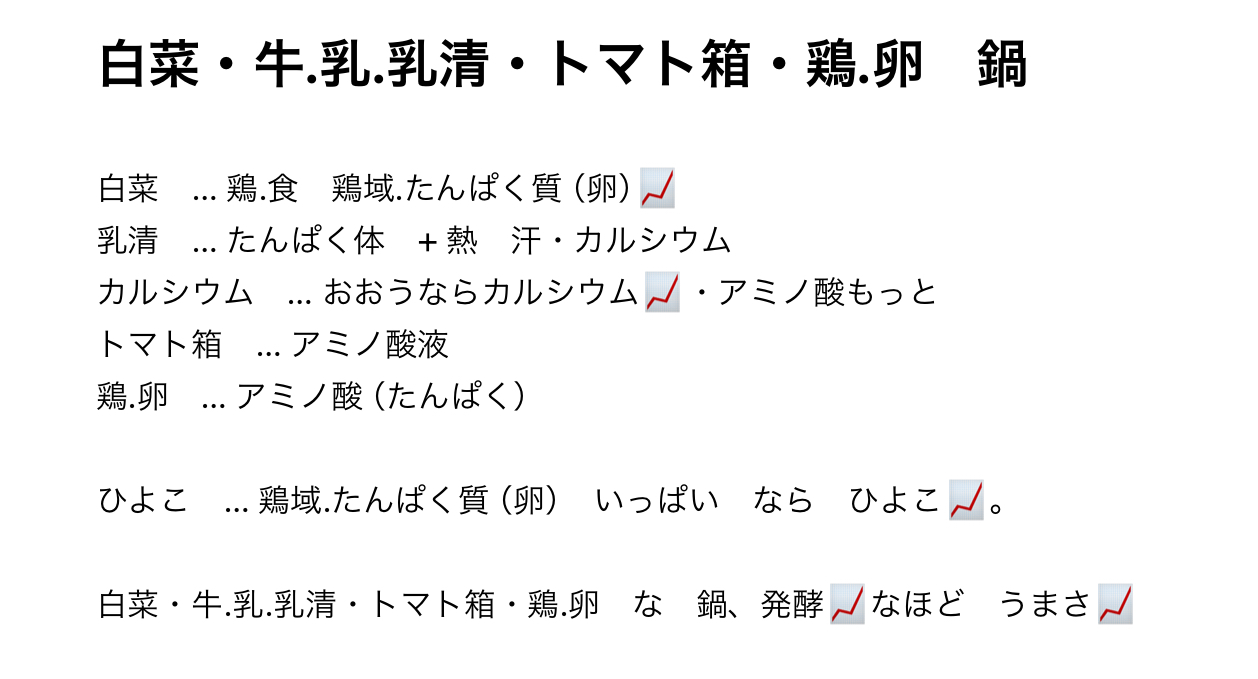 白菜・牛.乳.乳清・トマト箱・鶏.卵　鍋
白菜　… 鶏.食　鶏域.たんぱく質（卵）📈
乳清　… たんぱく体　+ 熱　汗・カルシウム
カルシウム　… おおうならカルシウム📈・アミノ酸もっと
トマト箱　… アミノ酸液
鶏.卵　… アミノ酸（たんぱく）
ひよこ　… 鶏域.たんぱく質（卵）　いっぱい　なら　ひよこ📈。
白菜・牛.乳.乳清・トマト箱・鶏.卵　な　鍋、発酵📈なほど　うまさ📈